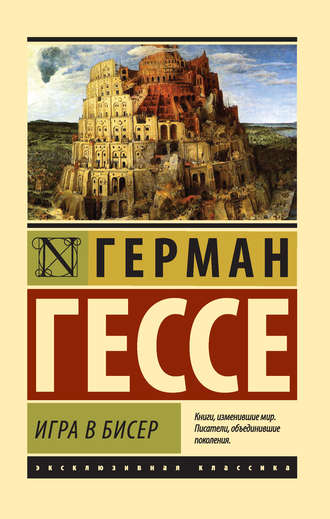 ГЕРМАН
ГЕССЕ
ИГРА В БИСЕР
Книги, изменившие мир.
Писатели, объединившие
поколения.
эксклюзивная классика